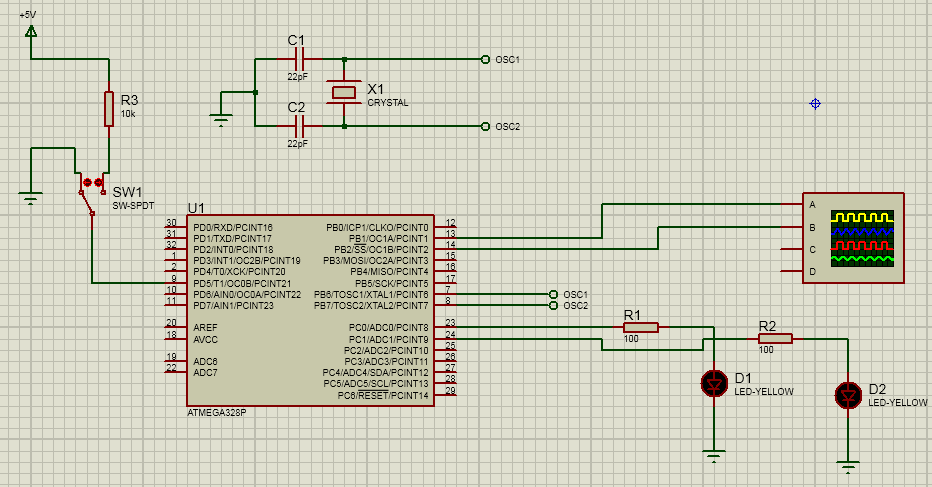 +5V
R3
10k
SW1
SW-SPDT
C1
22pF
C2
22pF
X1
CRYSTAL
OSC1
OSC2
U1
30 PD0/RXD/PCINT16
31 PD1/TXD/PCINT17
32 PD2/INT0/PCINT18
1 PD3/INT1/OC2B/PCINT19
2 PD4/T0/XCK/PCINT20
9 PD5/T1/OC0B/PCINT21
10 PD6/AIN0/OC0A/PCINT22
11 PD7/AIN1/PCINT23
20 AREF
18 AVCC
19 ADC6
22 ADC7
PB0/ICP1/CLKO/PCINT0 12
PB1/OC1A/PCINT1 13
PB2/SS/OC1B/PCINT2 14
PB3/MOSI/OC2A/PCINT3 15
PB4/MISO/PCINT4 16
PB5/SCK/PCINT5 17
PB6/TOSC1/XTAL1/PCINT6 7
PB7/TOSC2/XTAL2/PCINT7 8
PC0/ADC0/PCINT8 23
PC1/ADC1/PCINT9 24
PC2/ADC2/PCINT10 25
PC3/ADC3/PCINT11 26
PC4/ADC4/SDA/PCINT12 27
PC5/ADC5/SCL/PCINT13 28
PC6/RESET/PCINT14 29
ATMEGA328P
OSC1
OSC2
A
B
C
D
R1
100
R2
100
D1
LED-YELLOW
D2
LED-YELLOW